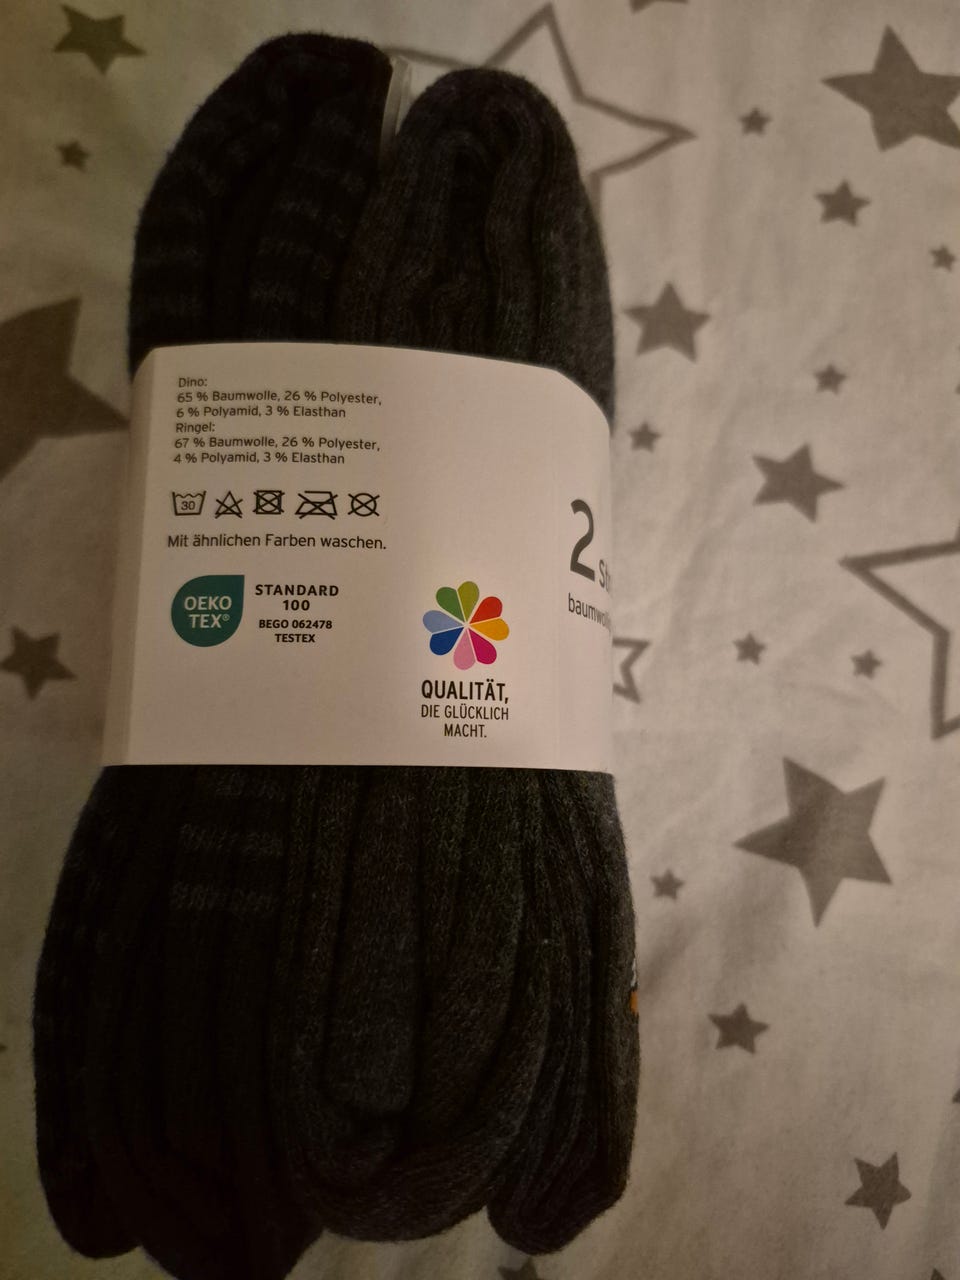 Dino:
65 % Baumwolle, 26 % Polyester,
6 % Polyamid, 3 % Elasthan
Ringel:
67 % Baumwolle, 26 % Polyester,
4 % Polyamid, 3 % Elasthan
30
Mit ähnlichen Farben waschen.
OEKO
TEX®
STANDARD
100
BEGO 062478
TESTEX
QUALITÄT,
DIE GLÜCKLICH
MACHT.
2